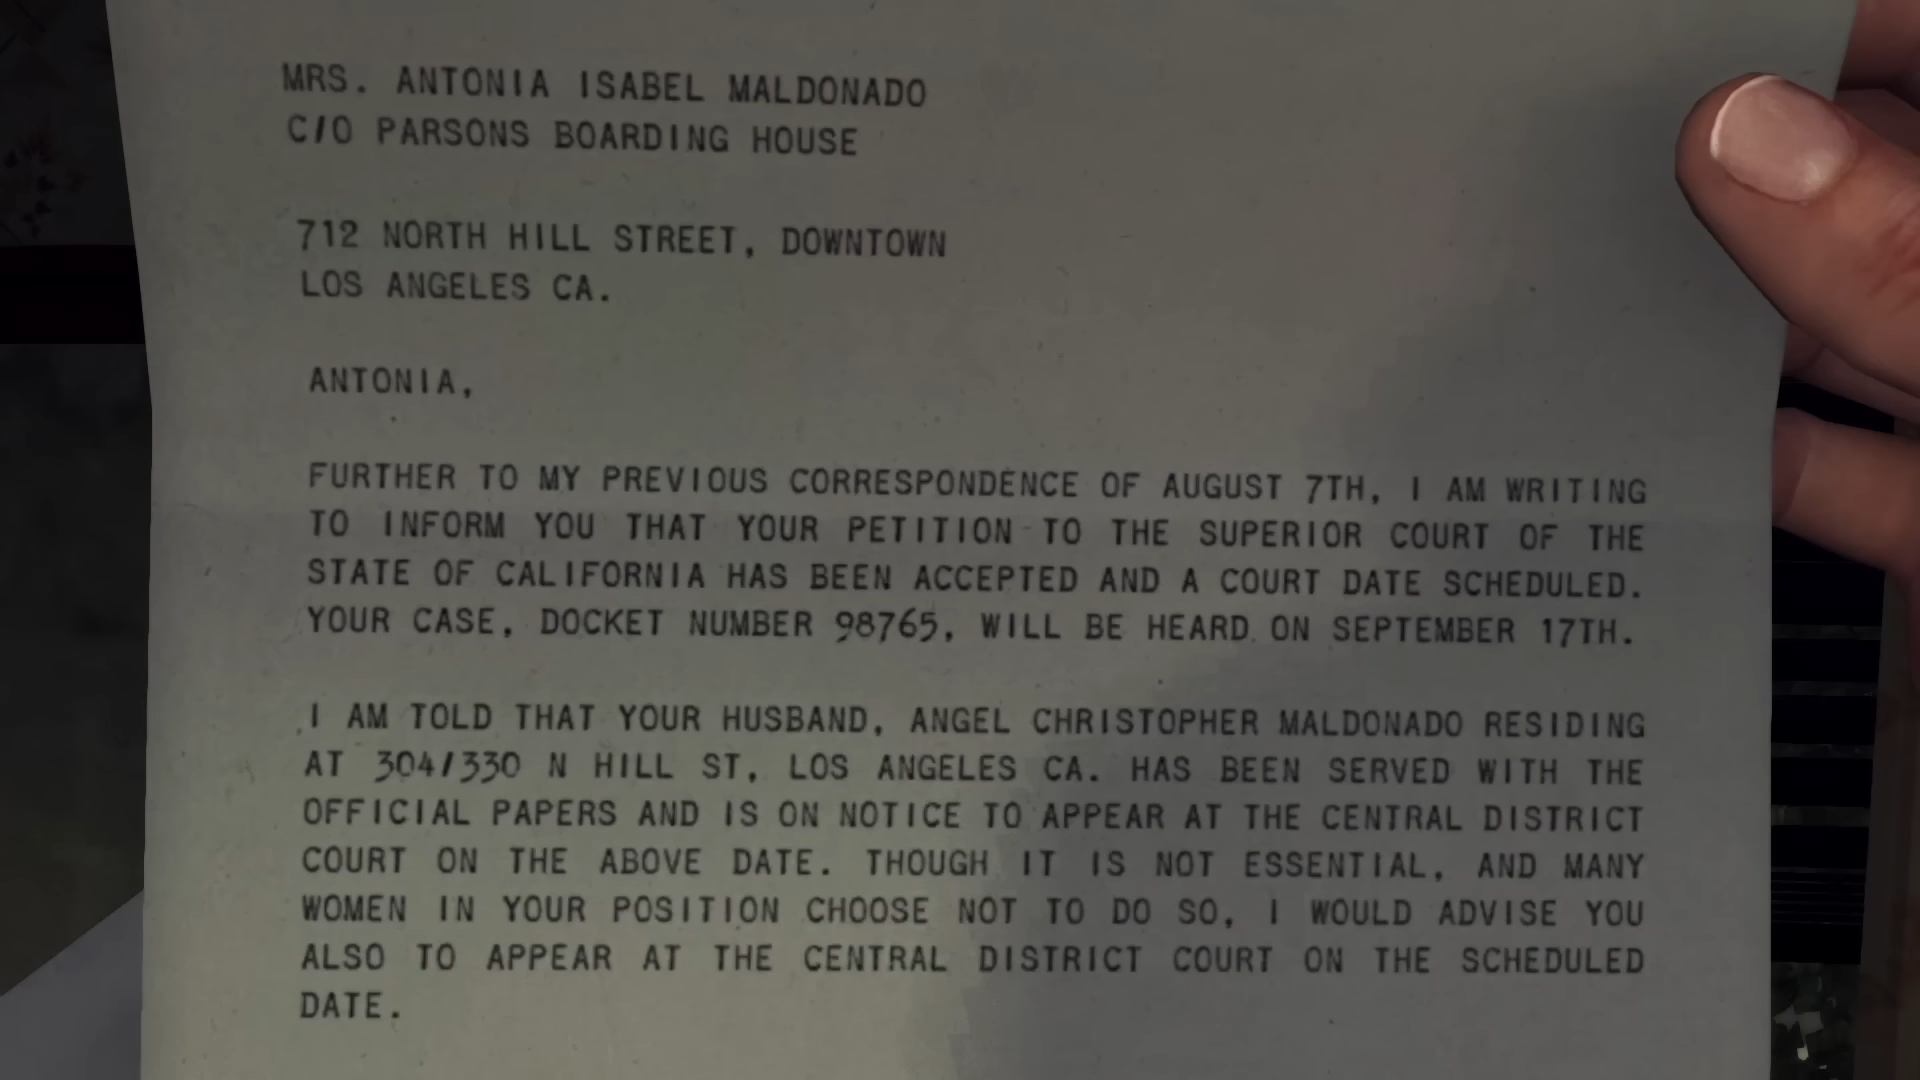 MRS. ANTONIA ISABEL MALDONADO
C/O PARSONS BOARDING HOUSE
712 NORTH HILL STREET, DOWNTOWN
LOS ANGELES CA.
ANTONIA,
FURTHER TO MY PREVIOUS CORRESPONDENCE OF AUGUST 7TH, I AM WRITING
TO INFORM YOU THAT YOUR PETITION TO THE SUPERIOR COURT OF THE
STATE OF CALIFORNIA HAS BEEN ACCEPTED AND A COURT DATE SCHEDULED.
YOUR CASE, DOCKET NUMBER 98765, WILL BE HEARD ON SEPTEMBER 17TH.
I AM TOLD THAT YOUR HUSBAND, ANGEL CHRISTOPHER MALDONADO RESIDING
AT 304/330 N HILL ST, LOS ANGELES CA. HAS BEEN SERVED WITH THE
OFFICIAL PAPERS AND IS ON NOTICE TO APPEAR AT THE CENTRAL DISTRICT
COURT ON THE ABOVE DATE. THOUGH IT IS NOT ESSENTIAL, AND MANY
WOMEN IN YOUR POSITION CHOOSE NOT TO DO SO, I WOULD ADVISE YOU
ALSO TO APPEAR AT THE CENTRAL DISTRICT COURT ON THE SCHEDULED
DATE.